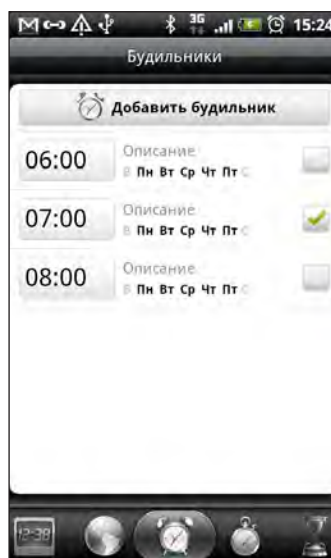 3G 15:24
Будильники
Добавить будильник
06:00
Описание
В Пн Вт Ср Чт Пт С
07:00
Описание
В Пн Вт Ср Чт Пт С
08:00
Описание
В Пн Вт Ср Чт Пт С
12:38